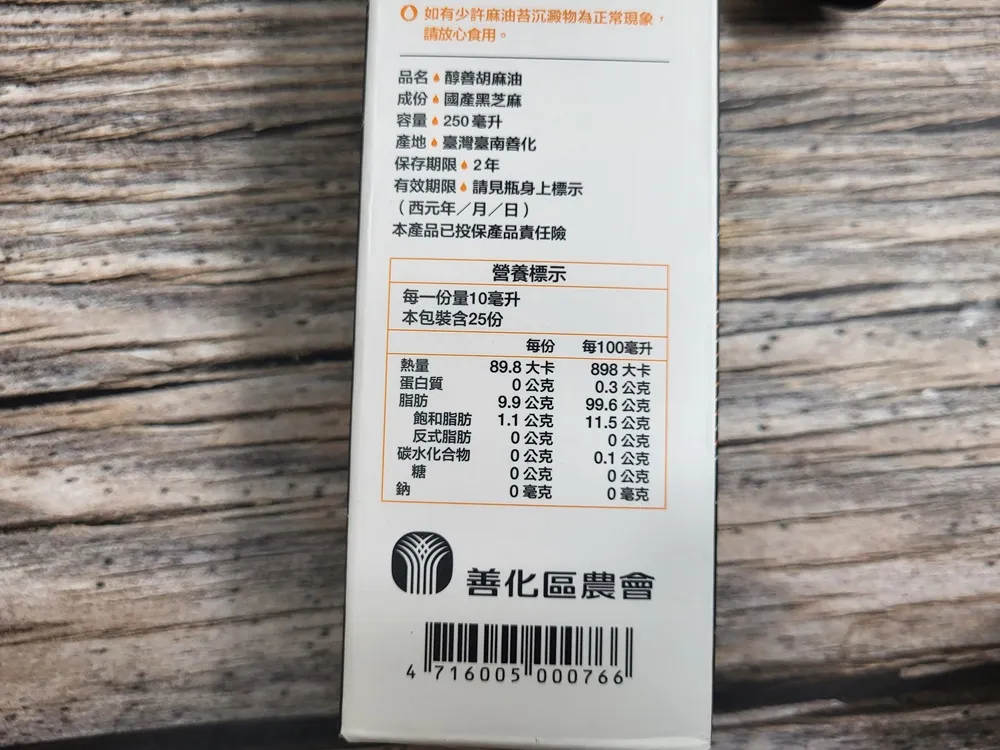 如有少許麻油苔沉澱物為正常現象，
請放心食用。
品名 醇善胡麻油
成份 國產黑芝麻
容量 250毫升
產地 臺灣臺南善化
保存期限 2年
有效期限 請見瓶身上標示
（西元年／月／日）
本產品已投保產品責任險
營養標示
每一份量10毫升
本包裝含25份
每份 每100毫升
熱量 89.8 大卡 898 大卡
蛋白質 0 公克 0.3 公克
脂肪 9.9 公克 99.6 公克
飽和脂肪 1.1 公克 11.5 公克
反式脂肪 0 公克 0 公克
碳水化合物 0 公克 0.1 公克
糖 0 公克 0 公克
鈉 0 毫克 0 毫克
善化區農會
4 716005 000766